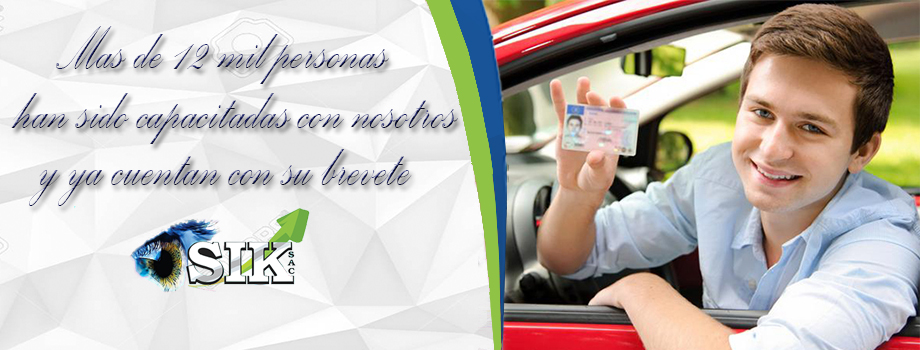 Mas de 12 mil personas
han sido capacitadas con nosotros
y ya cuentan con su brevete
SIK
SAC